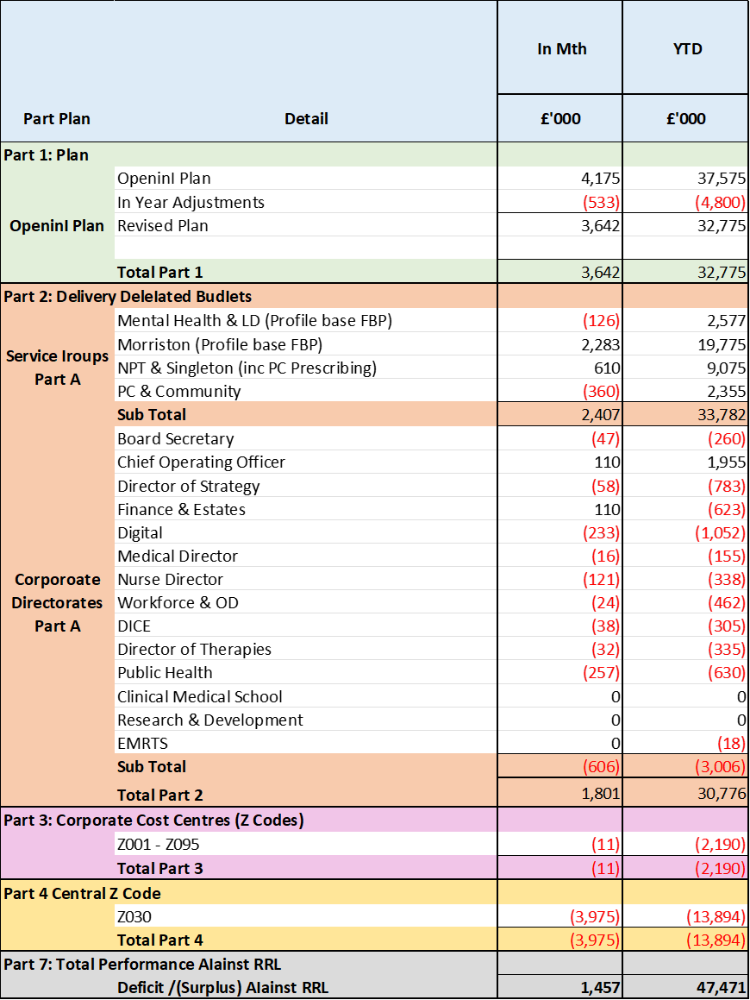 In Mth YTD
Part Plan Detail £'000 £'000
Part 1: Plan
OpeninI Plan 4,175 37,575
In Year Adjustments (533) (4,800)
OpeninI Plan Revised Plan 3,642 32,775
Total Part 1 3,642 32,775
Part 2: Delivery DeleIated BudIets
Mental Health & LD (Profile base FBP) (126) 2,577
Service Iroups
Part A
Morriston (Profile base FBP) 2,283 19,775
NPT & Singleton (inc PC Prescribing) 610 9,075
PC & Community (360) 2,355
Sub Total 2,407 33,782
Board Secretary (47) (260)
Chief Operating Officer 110 1,955
Director of Strategy (58) (783)
Finance & Estates 110 (623)
Digital (233) (1,052)
Medical Director (16) (155)
Corporoate
Directorates
Part A
Nurse Director (121) (338)
Workforce & OD (24) (462)
DICE (38) (305)
Director of Therapies (32) (335)
Public Health (257) (630)
Clinical Medical School 0 0
Research & Development 0 0
EMRTS 0 (18)
Sub Total (606) (3,006)
Total Part 2 1,801 30,776
Part 3: Corporate Cost Centres (Z Codes)
Z001 - Z095 (11) (2,190)
Total Part 3 (11) (2,190)
Part 4 Central Z Code
Z030 (3,975) (13,894)
Total Part 4 (3,975) (13,894)
Part 7: Total Performance AIainst RRL
Deficit /(Surplus) AIainst RRL 1,457 47,471